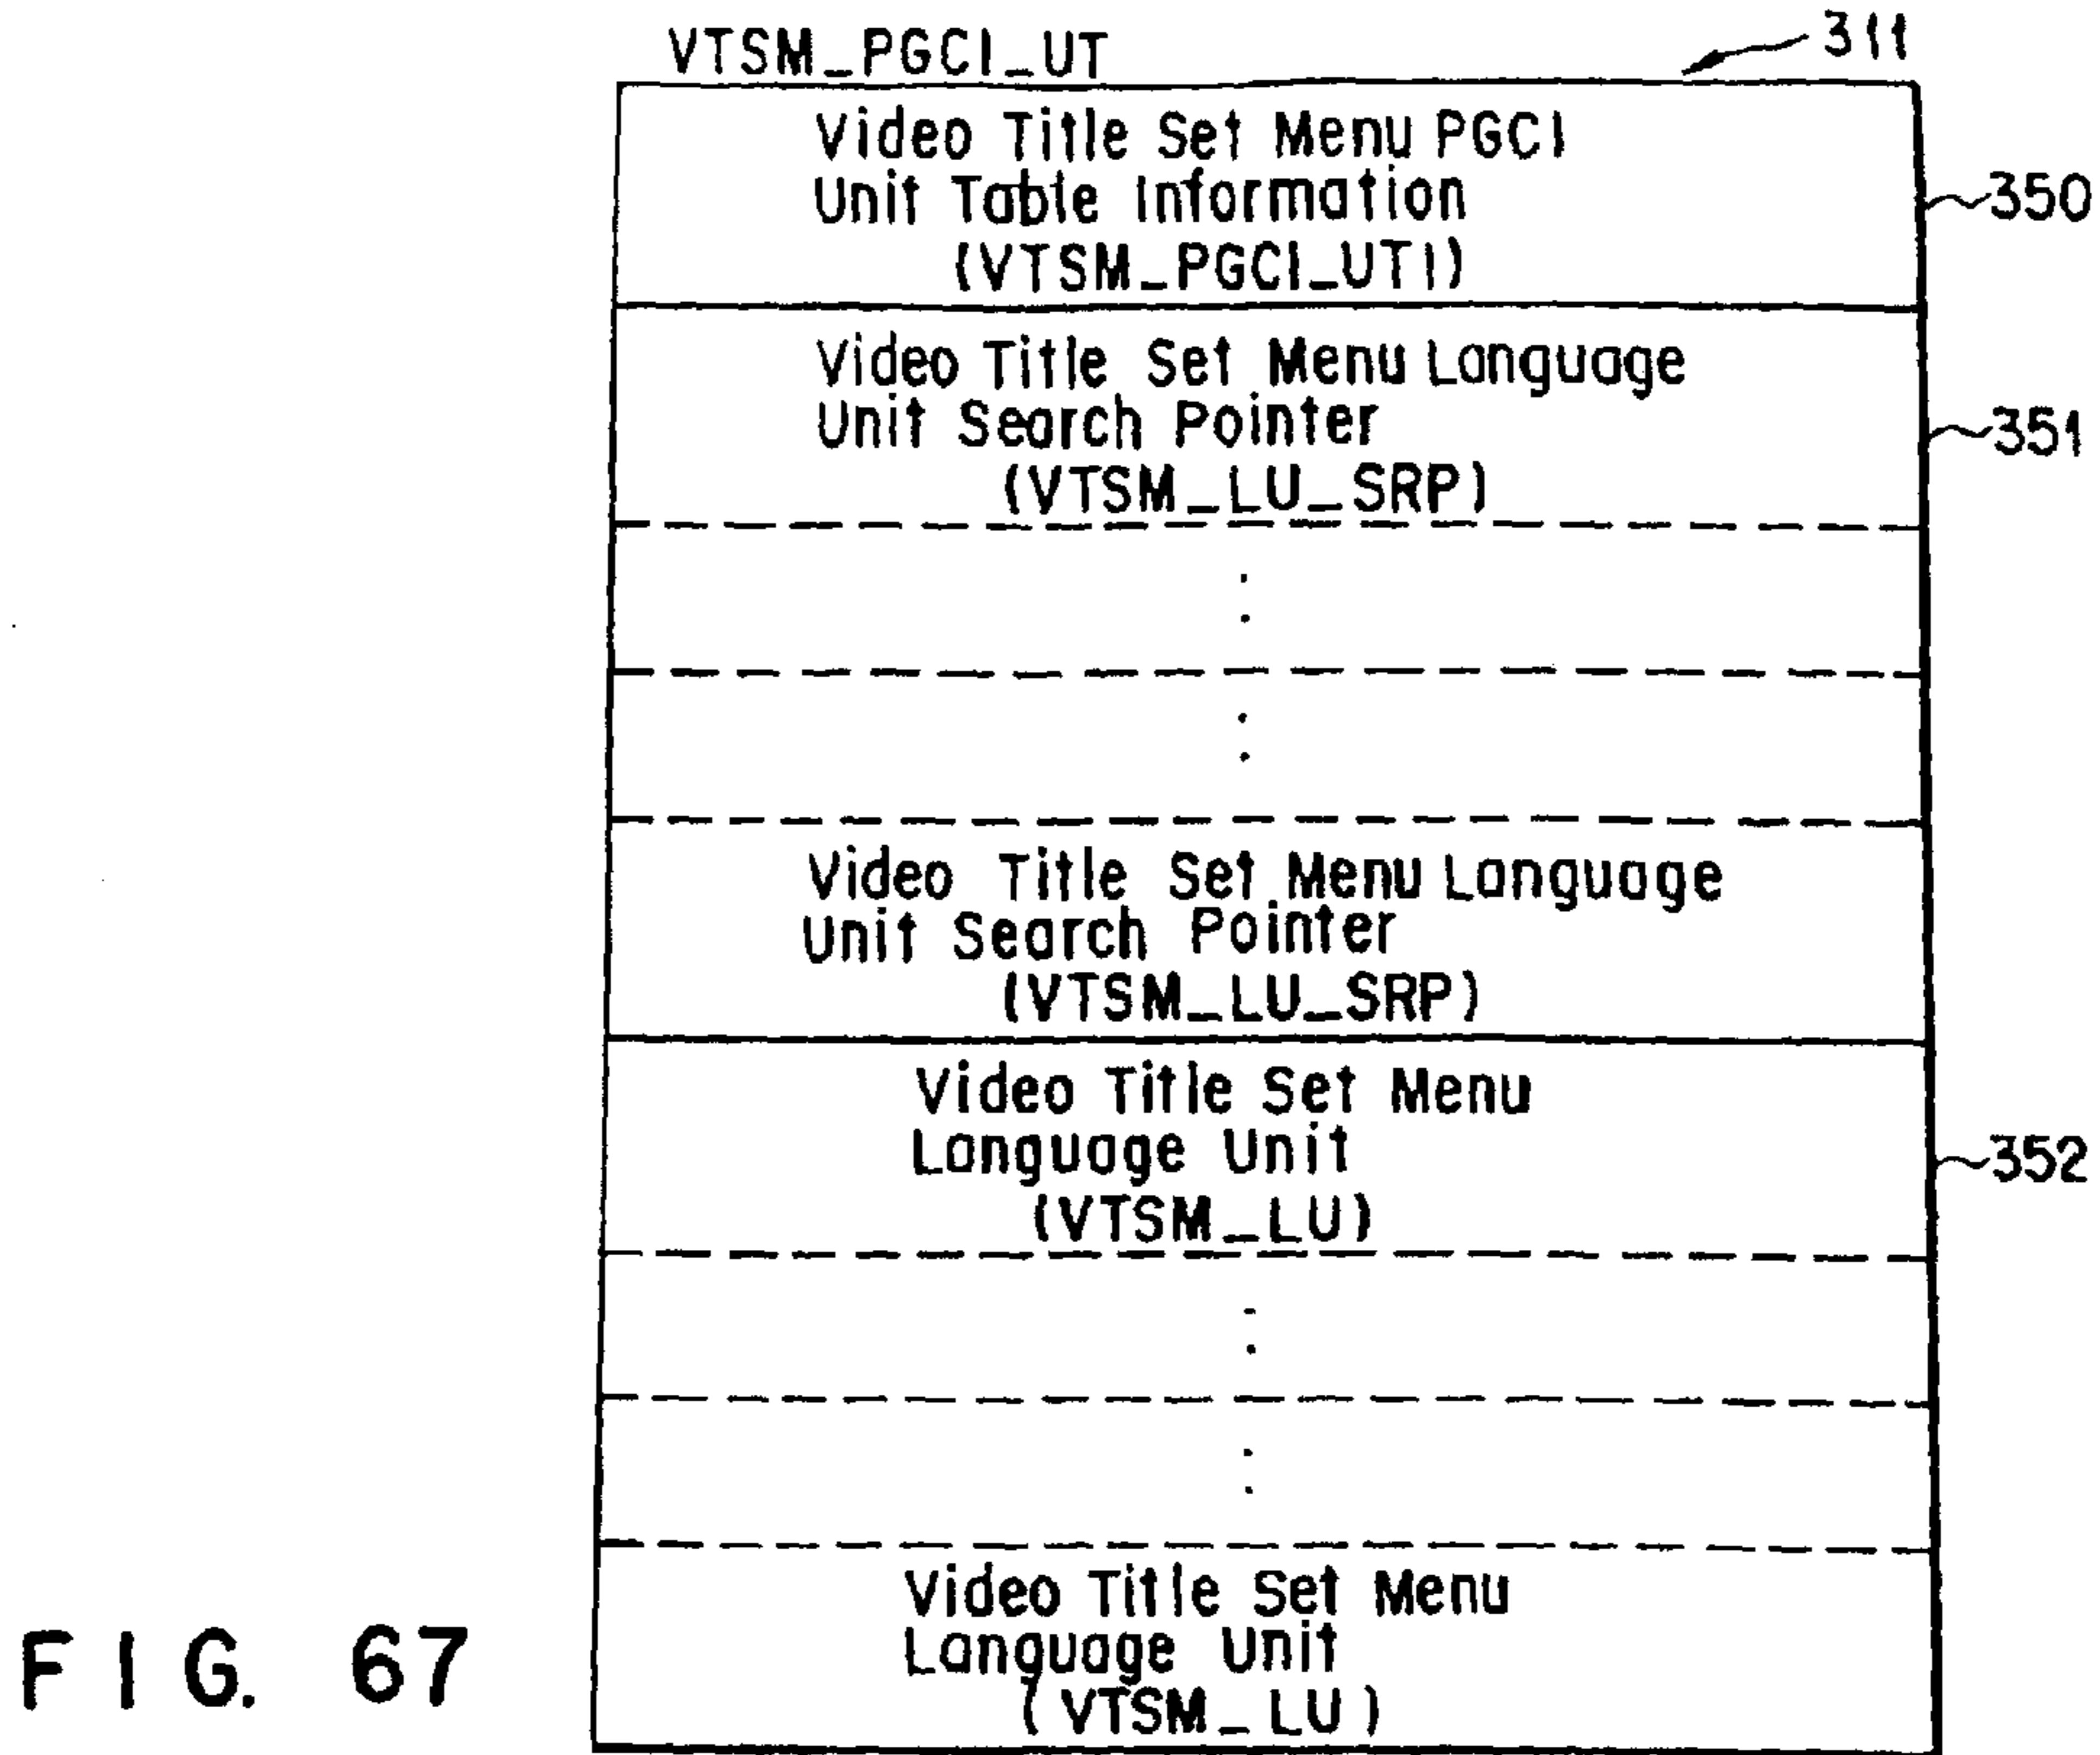 VTSM_PGCI_UT
311
Video Title Set Menu PGCI
Unit Table Information
(VTSM_PGCI_UTI)
350
Video Title Set Menu Language
Unit Search Pointer
(VTSM_LU_SRP)
351
Video Title Set Menu Language
Unit Search Pointer
(VTSM_LU_SRP)
Video Title Set Menu
Language Unit
(VTSM_LU)
352
Video Title Set Menu
Language Unit
(VTSM_LU)
FIG. 67